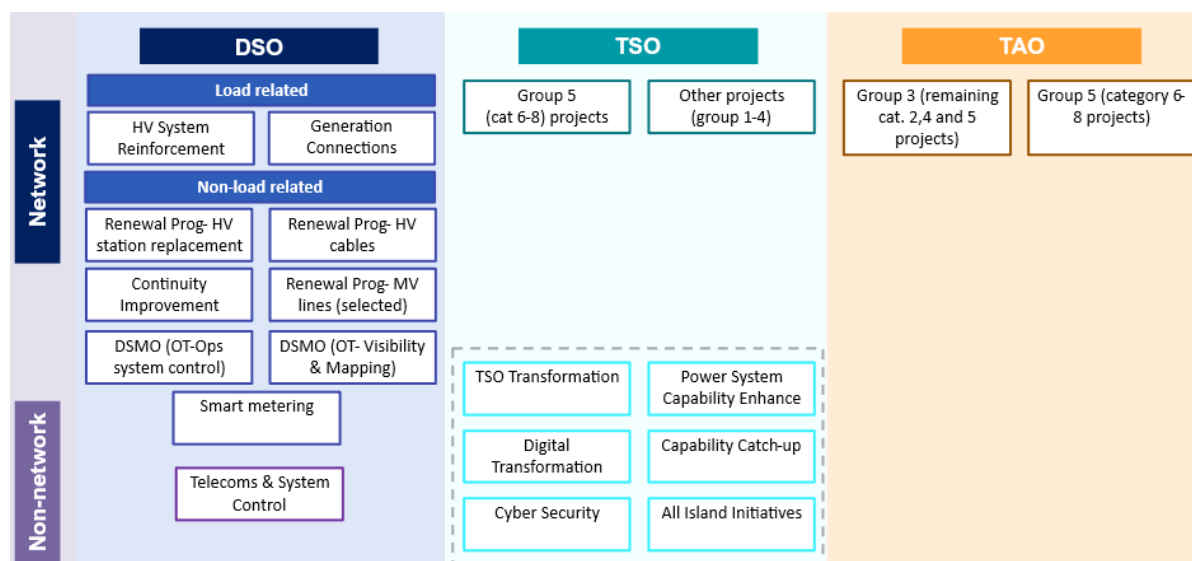 DSO
TSO
TAO
Network
Non-network
Load related
HV System
Reinforcement
Generation
Connections
Non-load related
Renewal Prog- HV
station replacement
Renewal Prog- HV
cables
Continuity
Improvement
Renewal Prog- MV
lines (selected)
DSMO (OT-Ops
system control)
DSMO (OT- Visibility
& Mapping)
Smart metering
Telecoms & System
Control
Group 5
(cat 6-8) projects
Other projects
(group 1-4)
TSO Transformation
Power System
Capability Enhance
Digital
Transformation
Capability Catch-up
Cyber Security
All Island Initiatives
Group 3 (remaining
cat. 2,4 and 5
projects)
Group 5 (category 6-
8 projects)